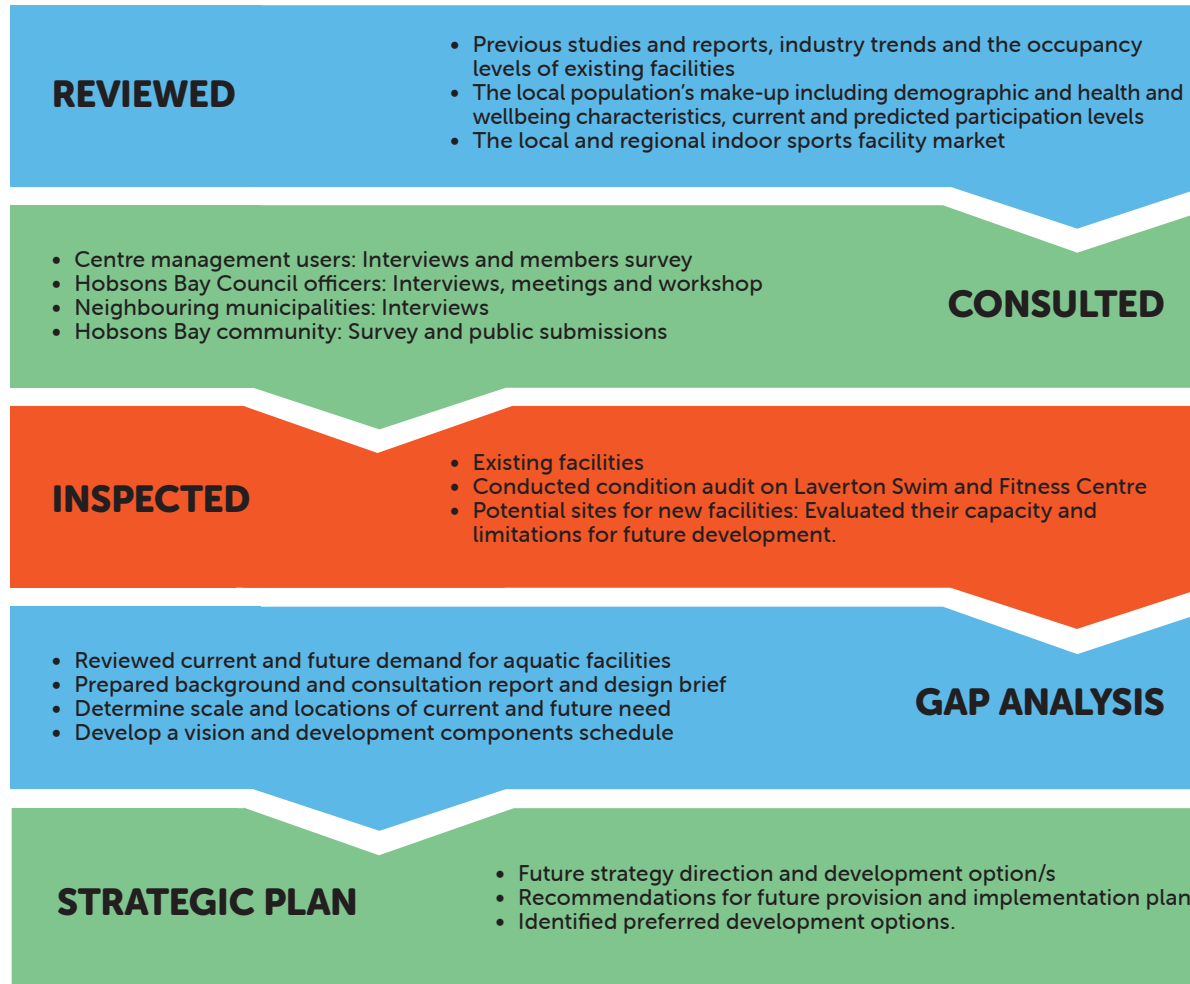 REVIEWED
• Previous studies and reports, industry trends and the occupancy
levels of existing facilities
• The local population's make-up including demographic and health and
wellbeing characteristics, current and predicted participation levels
• The local and regional indoor sports facility market
• Centre management users: Interviews and members survey
• Hobsons Bay Council officers: Interviews, meetings and workshop
• Neighbouring municipalities: Interviews
• Hobsons Bay community: Survey and public submissions
CONSULTED
INSPECTED
• Existing facilities
• Conducted condition audit on Laverton Swim and Fitness Centre
• Potential sites for new facilities: Evaluated their capacity and
limitations for future development.
• Reviewed current and future demand for aquatic facilities
• Prepared background and consultation report and design brief
• Determine scale and locations of current and future need
• Develop a vision and development components schedule
GAP ANALYSIS
STRATEGIC PLAN
• Future strategy direction and development option/s
• Recommendations for future provision and implementation plan
• Identified preferred development options.